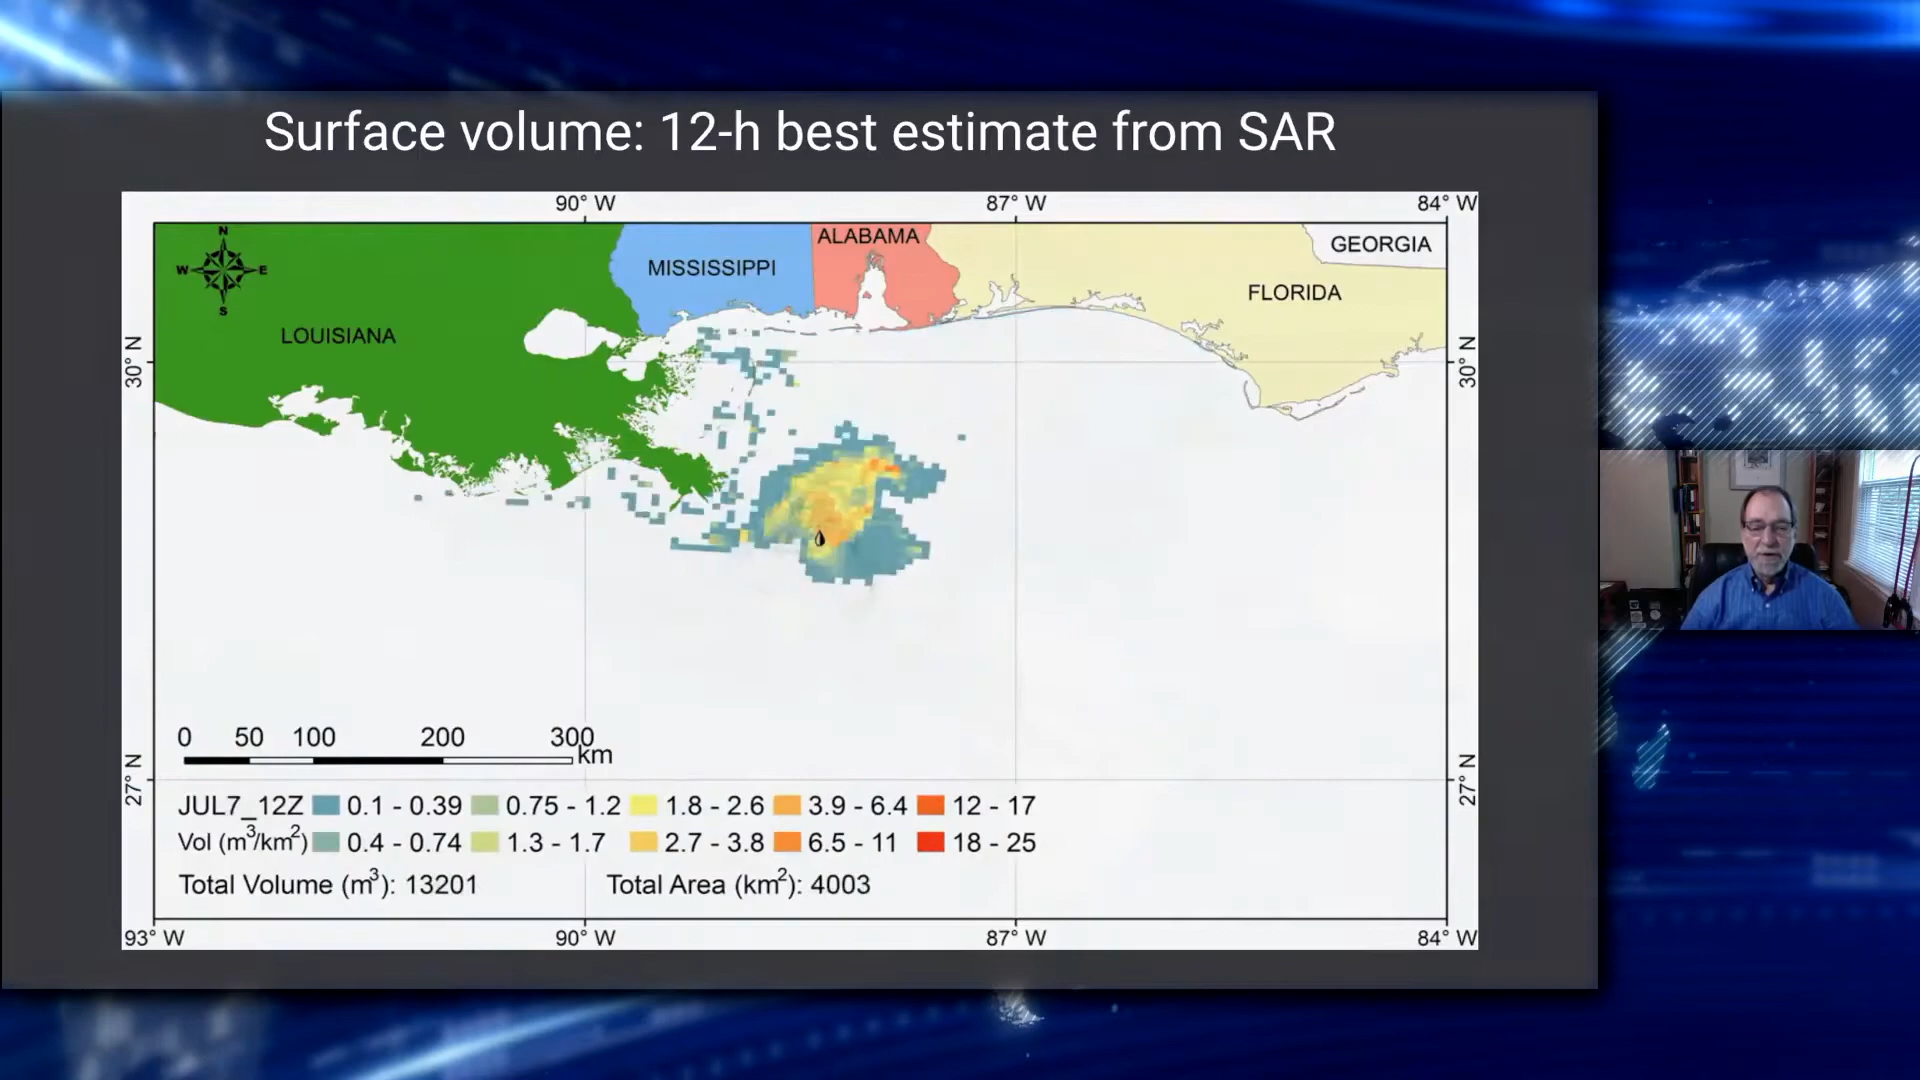 Surface volume: 12-h best estimate from SAR
90° W 87° W 84° W
N
W E
S
LOUISIANA
MISSISSIPPI
ALABAMA
GEORGIA
FLORIDA
30° N 30° N
0 50 100 200 300
km
27° N 27° N
JUL7_12Z 0.1 - 0.39 0.75 - 1.2 1.8 - 2.6 3.9 - 6.4 12 - 17
Vol (m³/km²) 0.4 - 0.74 1.3 - 1.7 2.7 - 3.8 6.5 - 11 18 - 25
Total Volume (m³): 13201 Total Area (km²): 4003
93° W 90° W 87° W 84° W